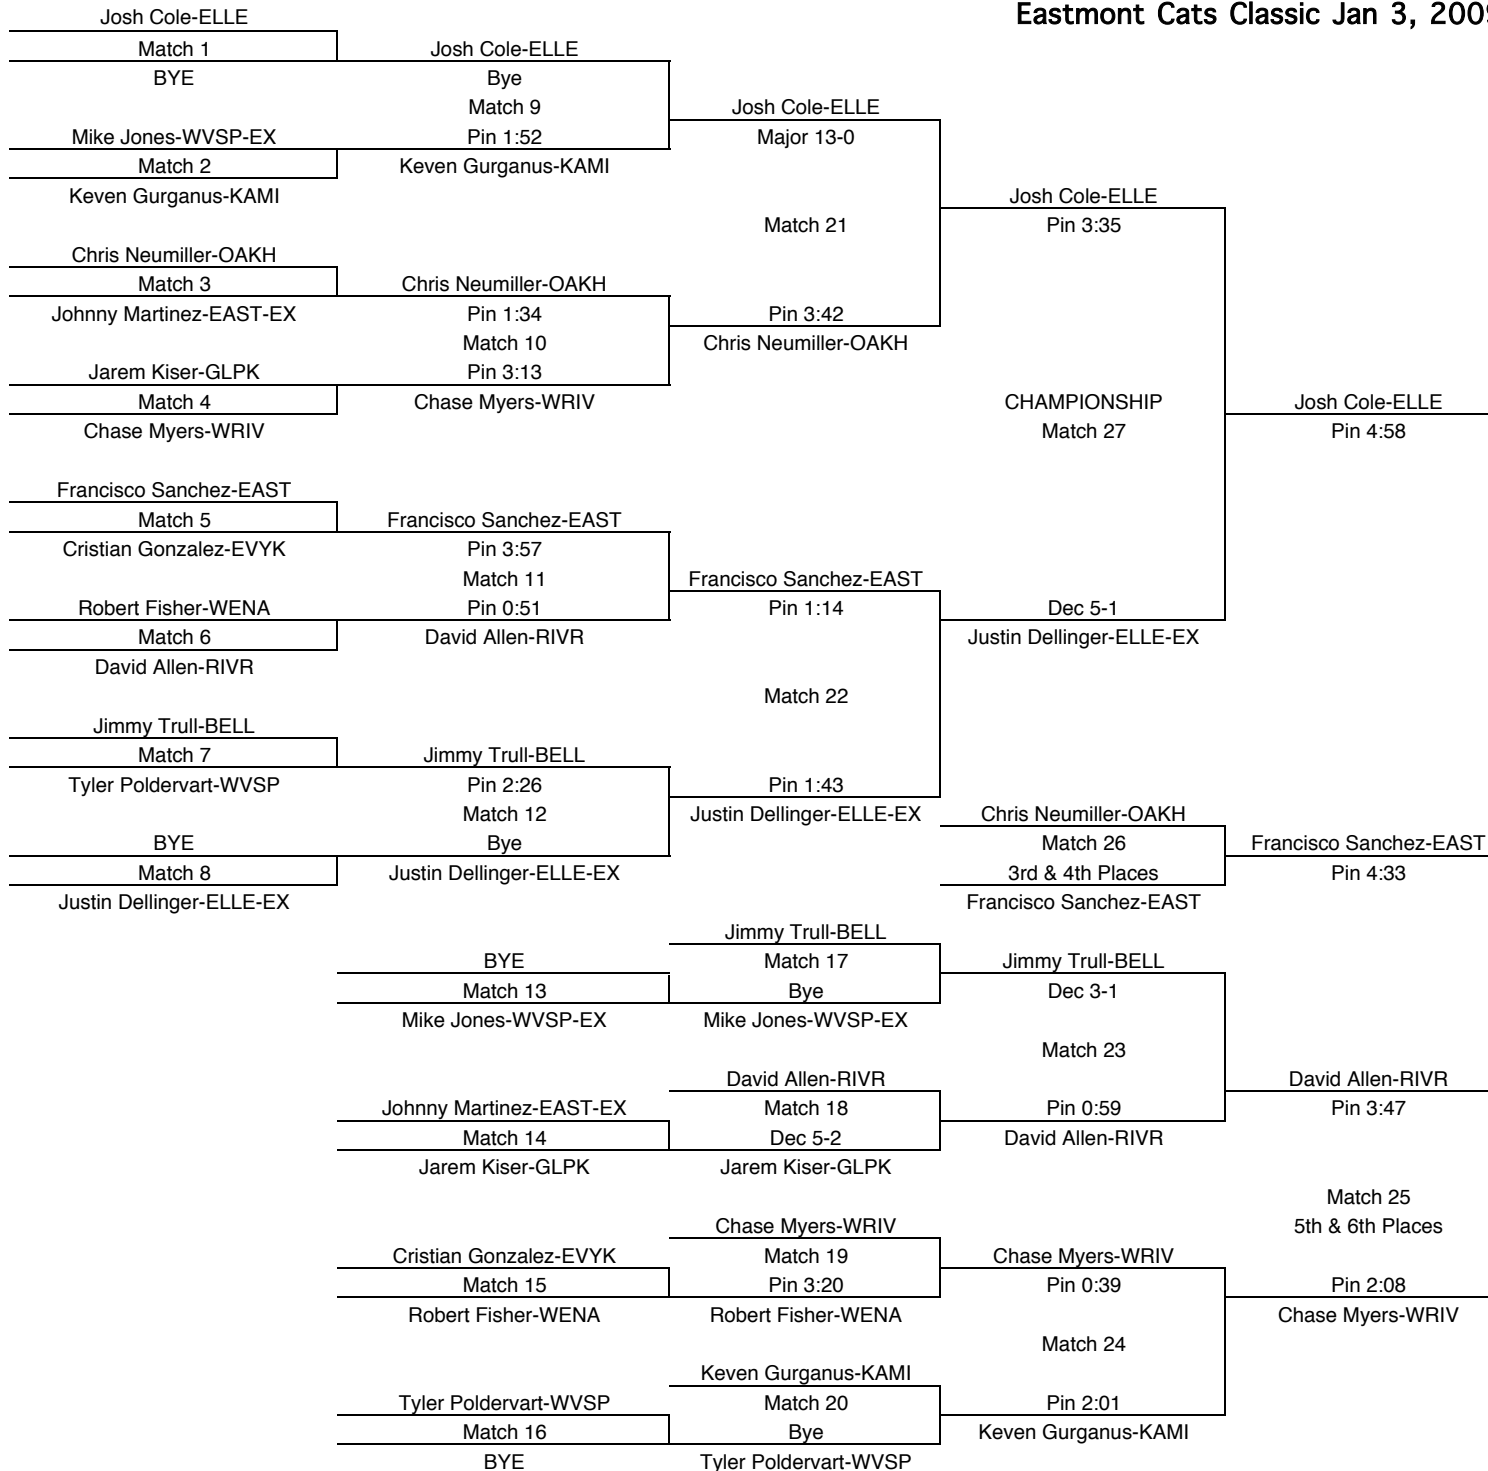 Eastmont Cats Classic Jan 3, 2009
Josh Cole-ELLE
Match 1
BYE
Mike Jones-WVSP-EX
Match 2
Keven Gurganus-KAMI
Chris Neumiller-OAKH
Match 3
Johnny Martinez-EAST-EX
Jarem Kiser-GLPK
Match 4
Chase Myers-WRIV
Francisco Sanchez-EAST
Match 5
Cristian Gonzalez-EVYK
Robert Fisher-WENA
Match 6
David Allen-RIVR
Jimmy Trull-BELL
Match 7
Tyler Poldervart-WVSP
BYE
Match 8
Justin Dellinger-ELLE-EX
Josh Cole-ELLE
Bye
Match 9
Pin 1:52
Keven Gurganus-KAMI
Chris Neumiller-OAKH
Pin 1:34
Match 10
Pin 3:13
Chase Myers-WRIV
Francisco Sanchez-EAST
Pin 3:57
Match 11
Pin 0:51
David Allen-RIVR
Jimmy Trull-BELL
Pin 2:26
Match 12
Bye
Justin Dellinger-ELLE-EX
Josh Cole-ELLE
Major 13-0
Match 21
Pin 3:42
Chris Neumiller-OAKH
Francisco Sanchez-EAST
Pin 1:14
Match 22
Pin 1:43
Justin Dellinger-ELLE-EX
Josh Cole-ELLE
Pin 3:35
CHAMPIONSHIP
Match 27
Dec 5-1
Justin Dellinger-ELLE-EX
Josh Cole-ELLE
Pin 4:58
Chris Neumiller-OAKH
Match 26
3rd & 4th Places
Francisco Sanchez-EAST
Francisco Sanchez-EAST
Pin 4:33
BYE
Match 13
Mike Jones-WVSP-EX
Johnny Martinez-EAST-EX
Match 14
Jarem Kiser-GLPK
Cristian Gonzalez-EVYK
Match 15
Robert Fisher-WENA
Tyler Poldervart-WVSP
Match 16
BYE
Jimmy Trull-BELL
Match 17
Bye
Mike Jones-WVSP-EX
David Allen-RIVR
Match 18
Dec 5-2
Jarem Kiser-GLPK
Chase Myers-WRIV
Match 19
Pin 3:20
Robert Fisher-WENA
Keven Gurganus-KAMI
Match 20
Bye
Tyler Poldervart-WVSP
Jimmy Trull-BELL
Dec 3-1
Match 23
Pin 0:59
David Allen-RIVR
Chase Myers-WRIV
Pin 0:39
Match 24
Pin 2:01
Keven Gurganus-KAMI
David Allen-RIVR
Pin 3:47
Match 25
5th & 6th Places
Pin 2:08
Chase Myers-WRIV